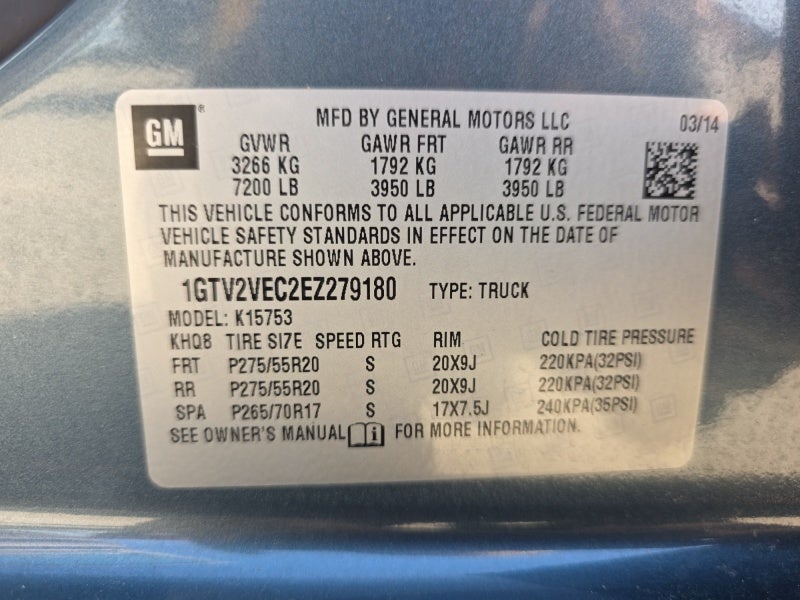 GM® MFD BY GENERAL MOTORS LLC 03/14
GVWR GAWR FRT GAWR RR
3266 KG 1792 KG 1792 KG
7200 LB 3950 LB 3950 LB
THIS VEHICLE CONFORMS TO ALL APPLICABLE U.S. FEDERAL MOTOR
VEHICLE SAFETY STANDARDS IN EFFECT ON THE DATE OF
MANUFACTURE SHOWN ABOVE.
1GTV2VEC2EZ279180 TYPE: TRUCK
MODEL: K15753
KHQ8 TIRE SIZE SPEED RTG RIM COLD TIRE PRESSURE
FRT P275/55R20 S 20X9J 220KPA(32PSI)
RR P275/55R20 S 20X9J 220KPA(32PSI)
SPA P265/70R17 S 17X7.5J 240KPA(35PSI)
SEE OWNER'S MANUAL FOR MORE INFORMATION.